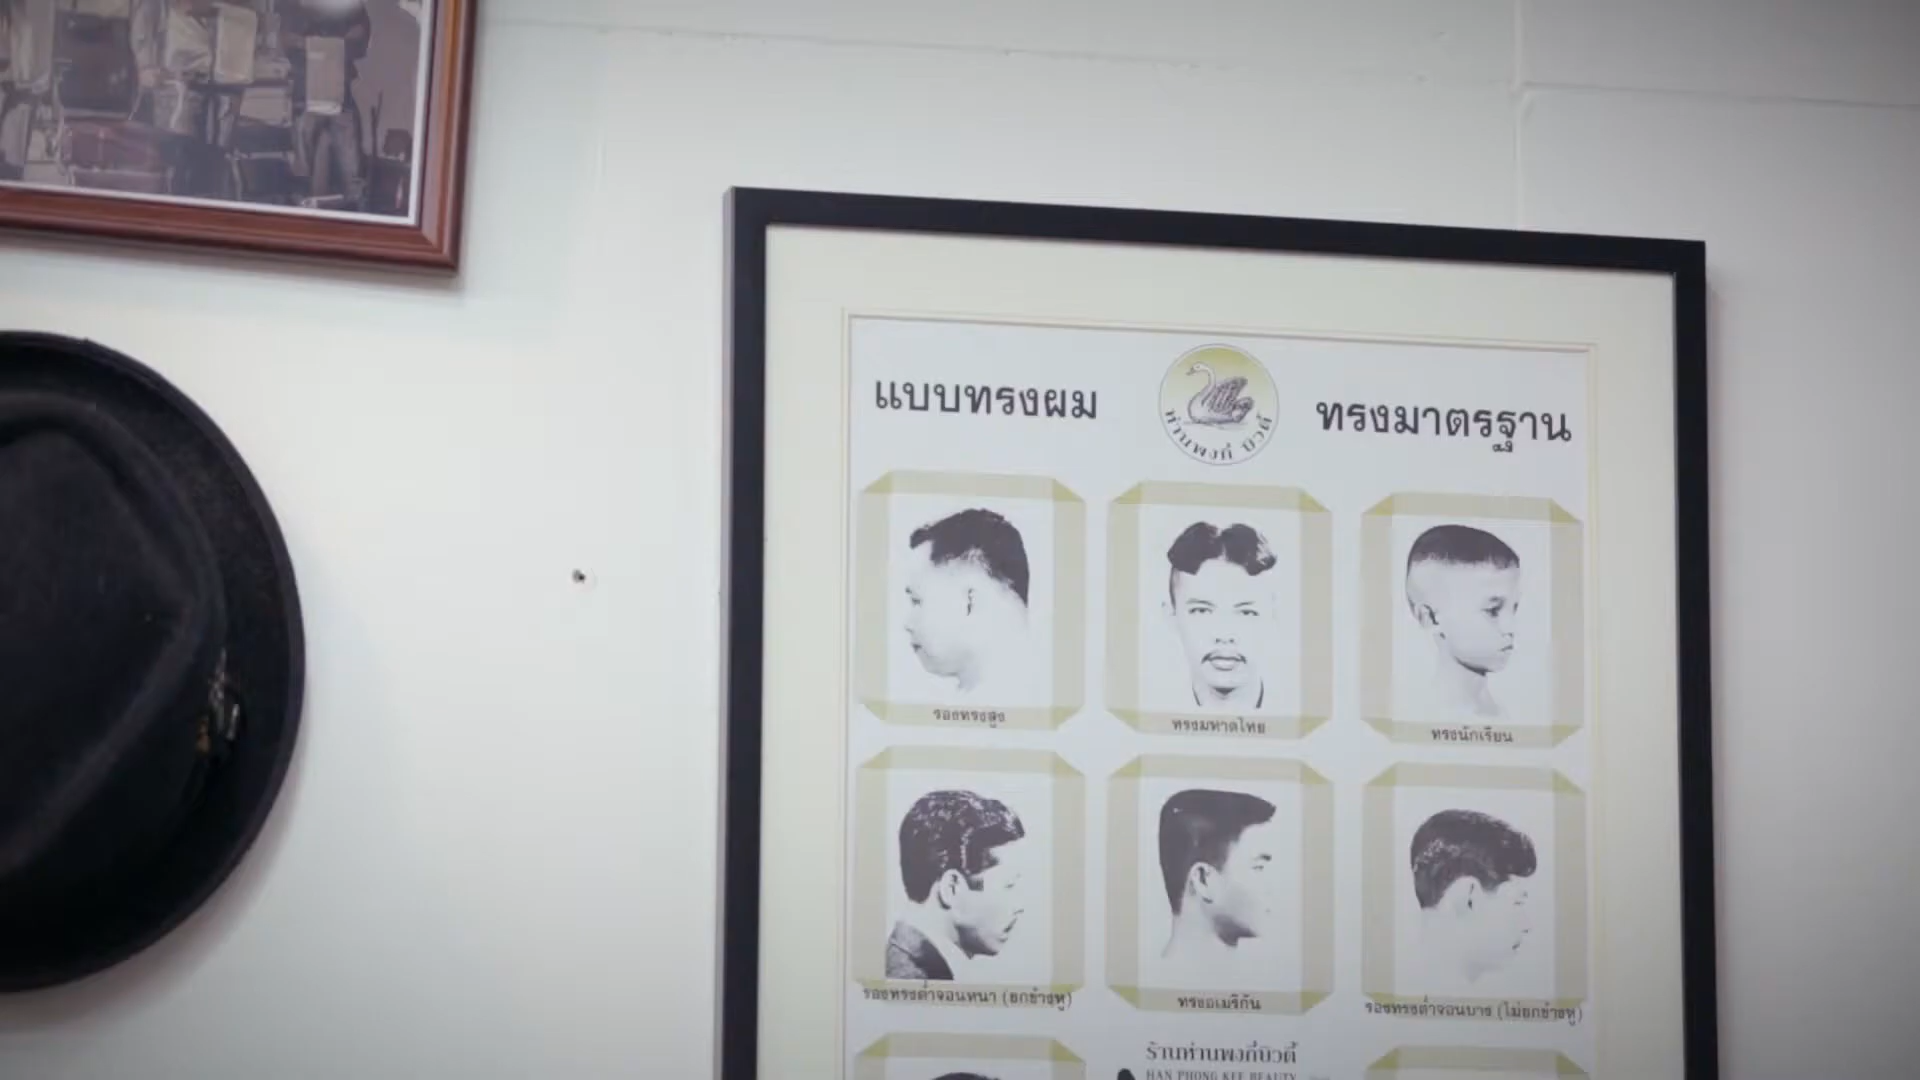 แบบทรงผม
ห่านพงกี่ บิวตี้
ทรงมาตรฐาน
รองทรงสูง
ทรงมหาดไทย
ทรงนักเรียน
รองทรงต่ำจอนหนา (ยกข้างหู)
ทรงอเมริกัน
รองทรงต่ำจอนบาง (ไม่ยกข้างหู)
ร้านห่านพงกี่บิวตี้
HAN PHONG KEE BEAUTY